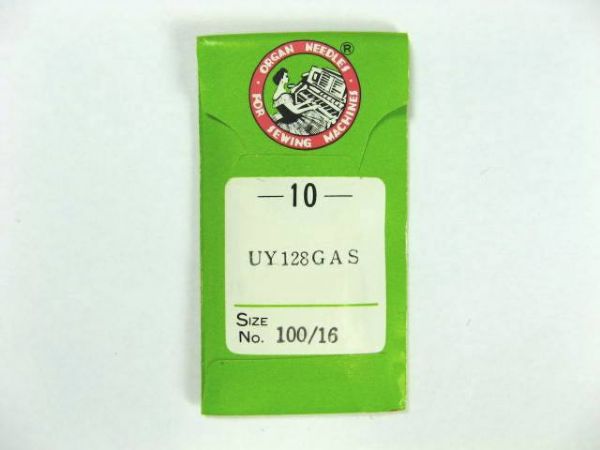 ORGAN NEEDLES
®
FOR SEWING MACHINES
—10—
UY128GAS
SIZE
No. 100/16